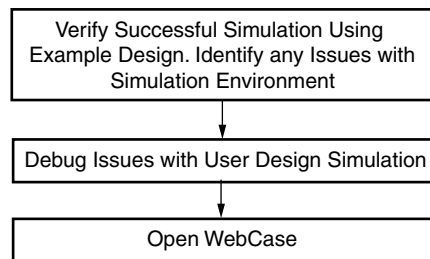 Verify Successful Simulation Using
Example Design. Identify any Issues with
Simulation Environment
Debug Issues with User Design Simulation
Open WebCase